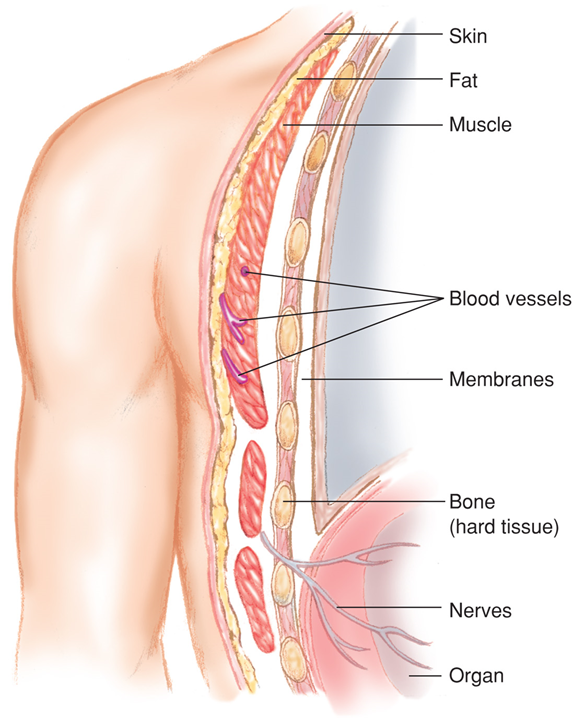 Skin
Fat
Muscle
Blood vessels
Membranes
Bone
(hard tissue)
Nerves
Organ